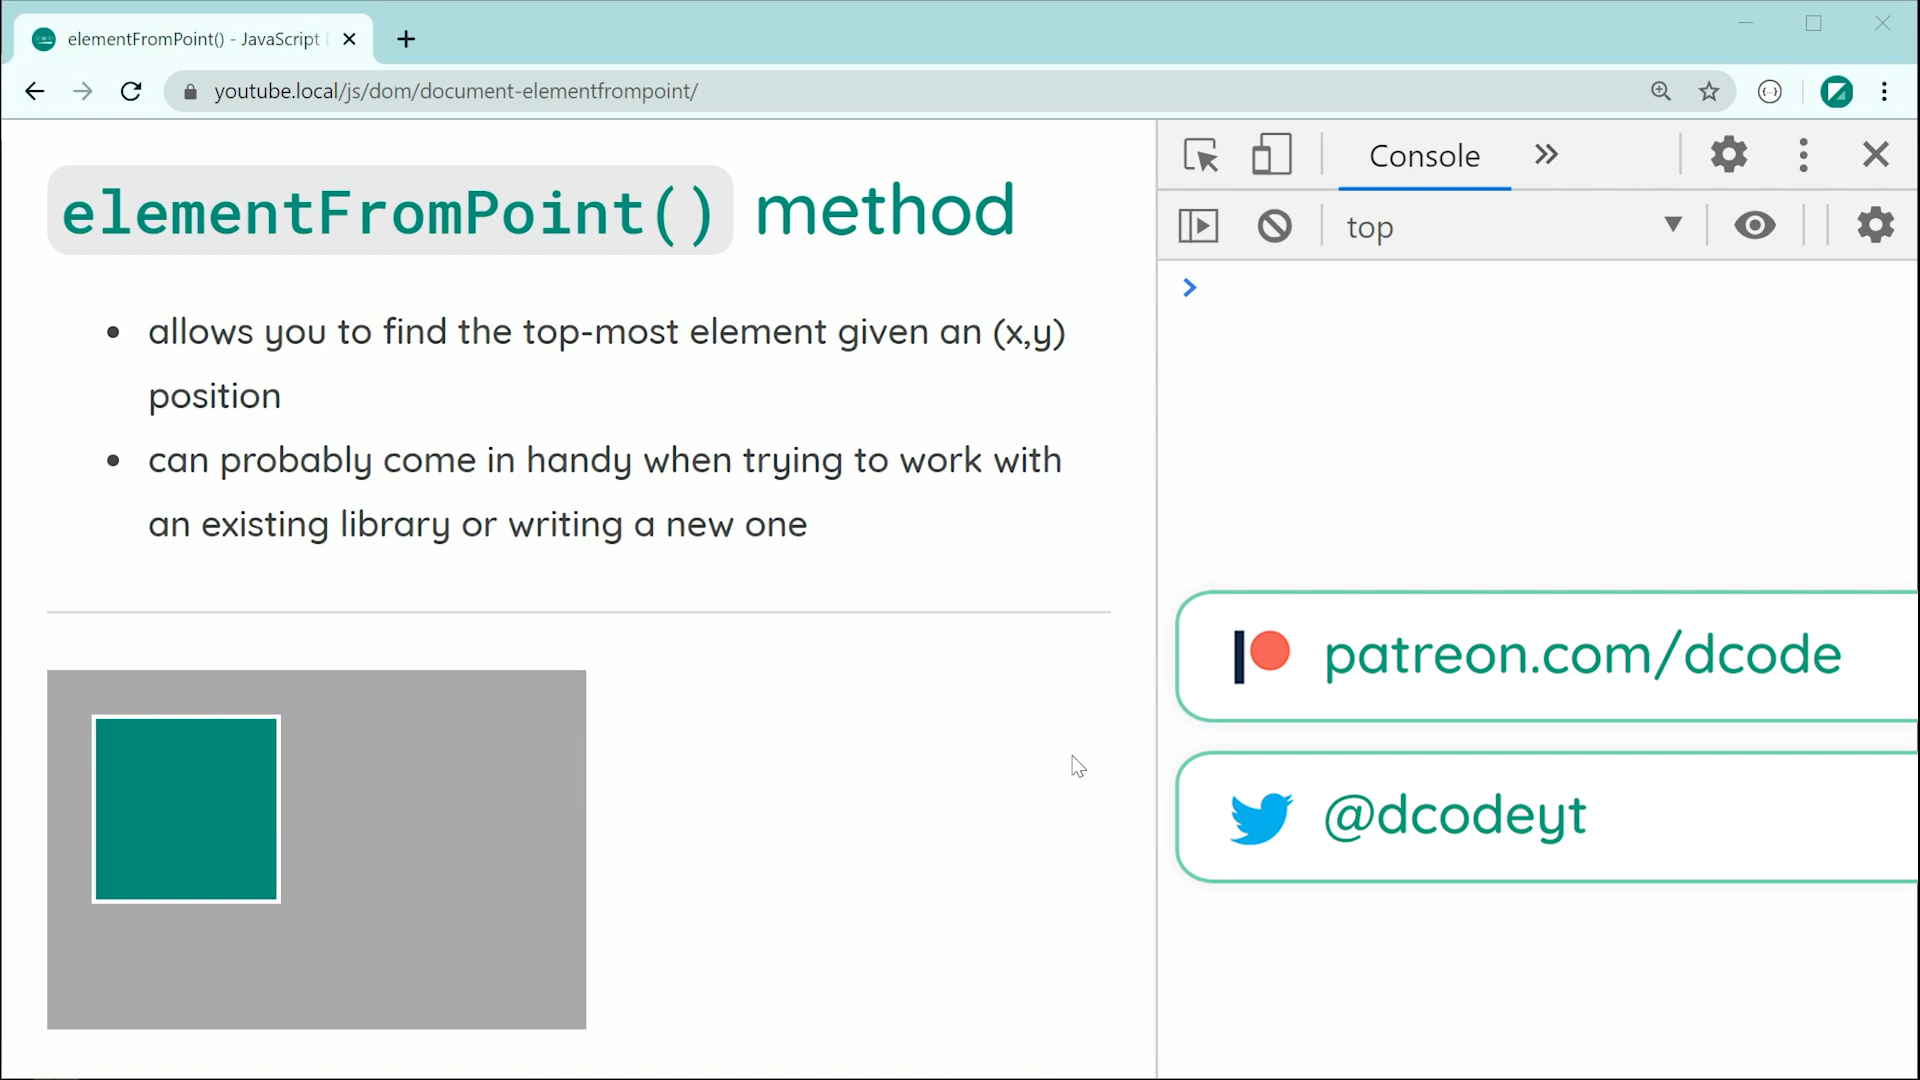 elementFromPoint() - JavaScript
youtube.local/js/dom/document-elementfrompoint/
elementFromPoint() method
• allows you to find the top-most element given an (x,y)
position
• can probably come in handy when trying to work with
an existing library or writing a new one
Console
top
patreon.com/dcode
@dcodeyt